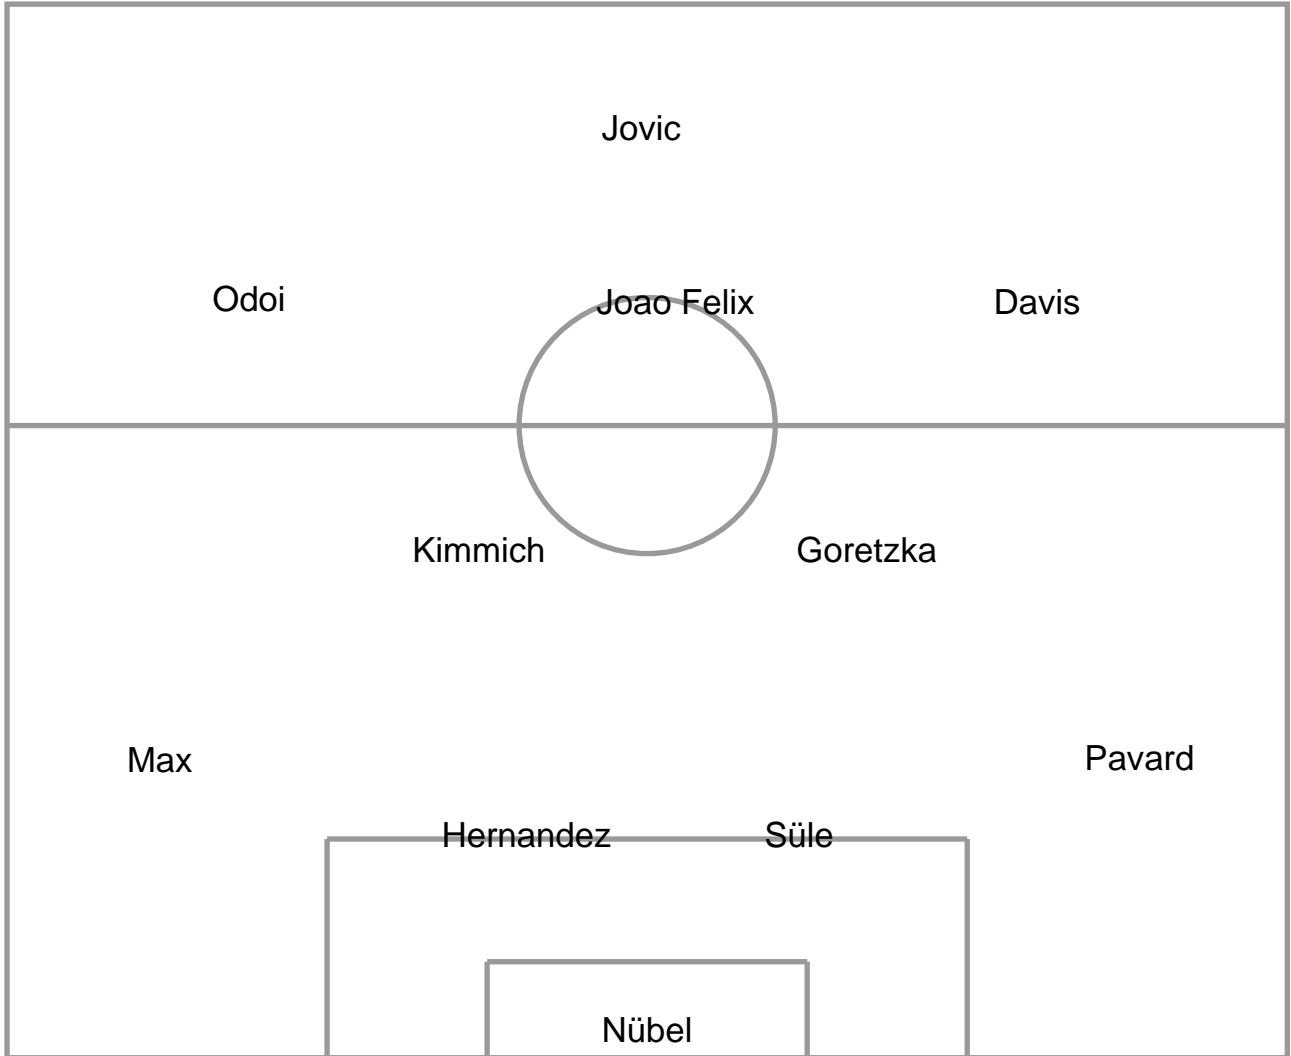 Jovic
Odoi Joao Felix Davis
Kimmich Goretzka
Max Pavard
Hernandez Süle
Nübel